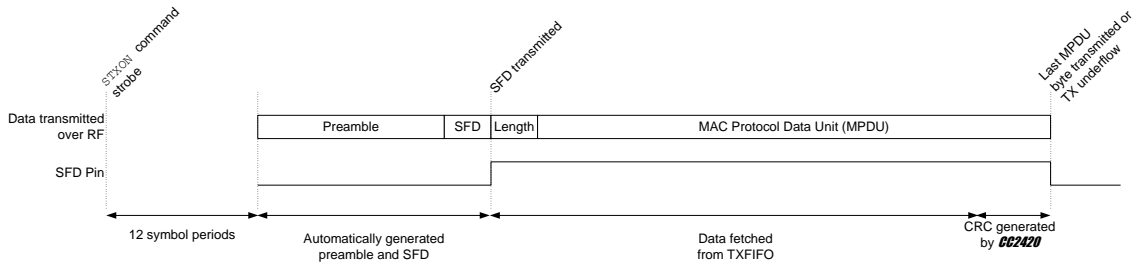 STXON command
strobe
SFD transmitted
Last MPDU
byte transmitted or
TX underflow
Data transmitted
over RF
Preamble
SFD
Length
MAC Protocol Data Unit (MPDU)
SFD Pin
12 symbol periods
Automatically generated
preamble and SFD
Data fetched
from TXFIFO
CRC generated
by CC2420